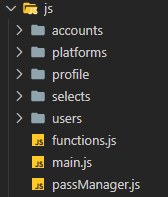 js
accounts
platforms
profile
selects
users
JS functions.js
JS main.js
JS passManager.js